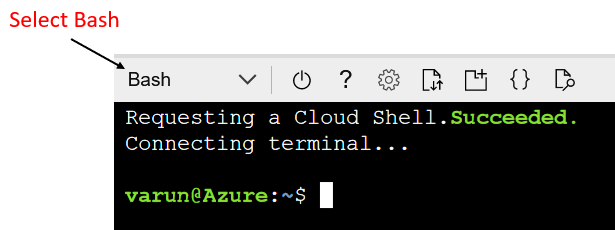 Select Bash
Bash
Requesting a Cloud Shell.Succeeded.
Connecting terminal...
varun@Azure:~$